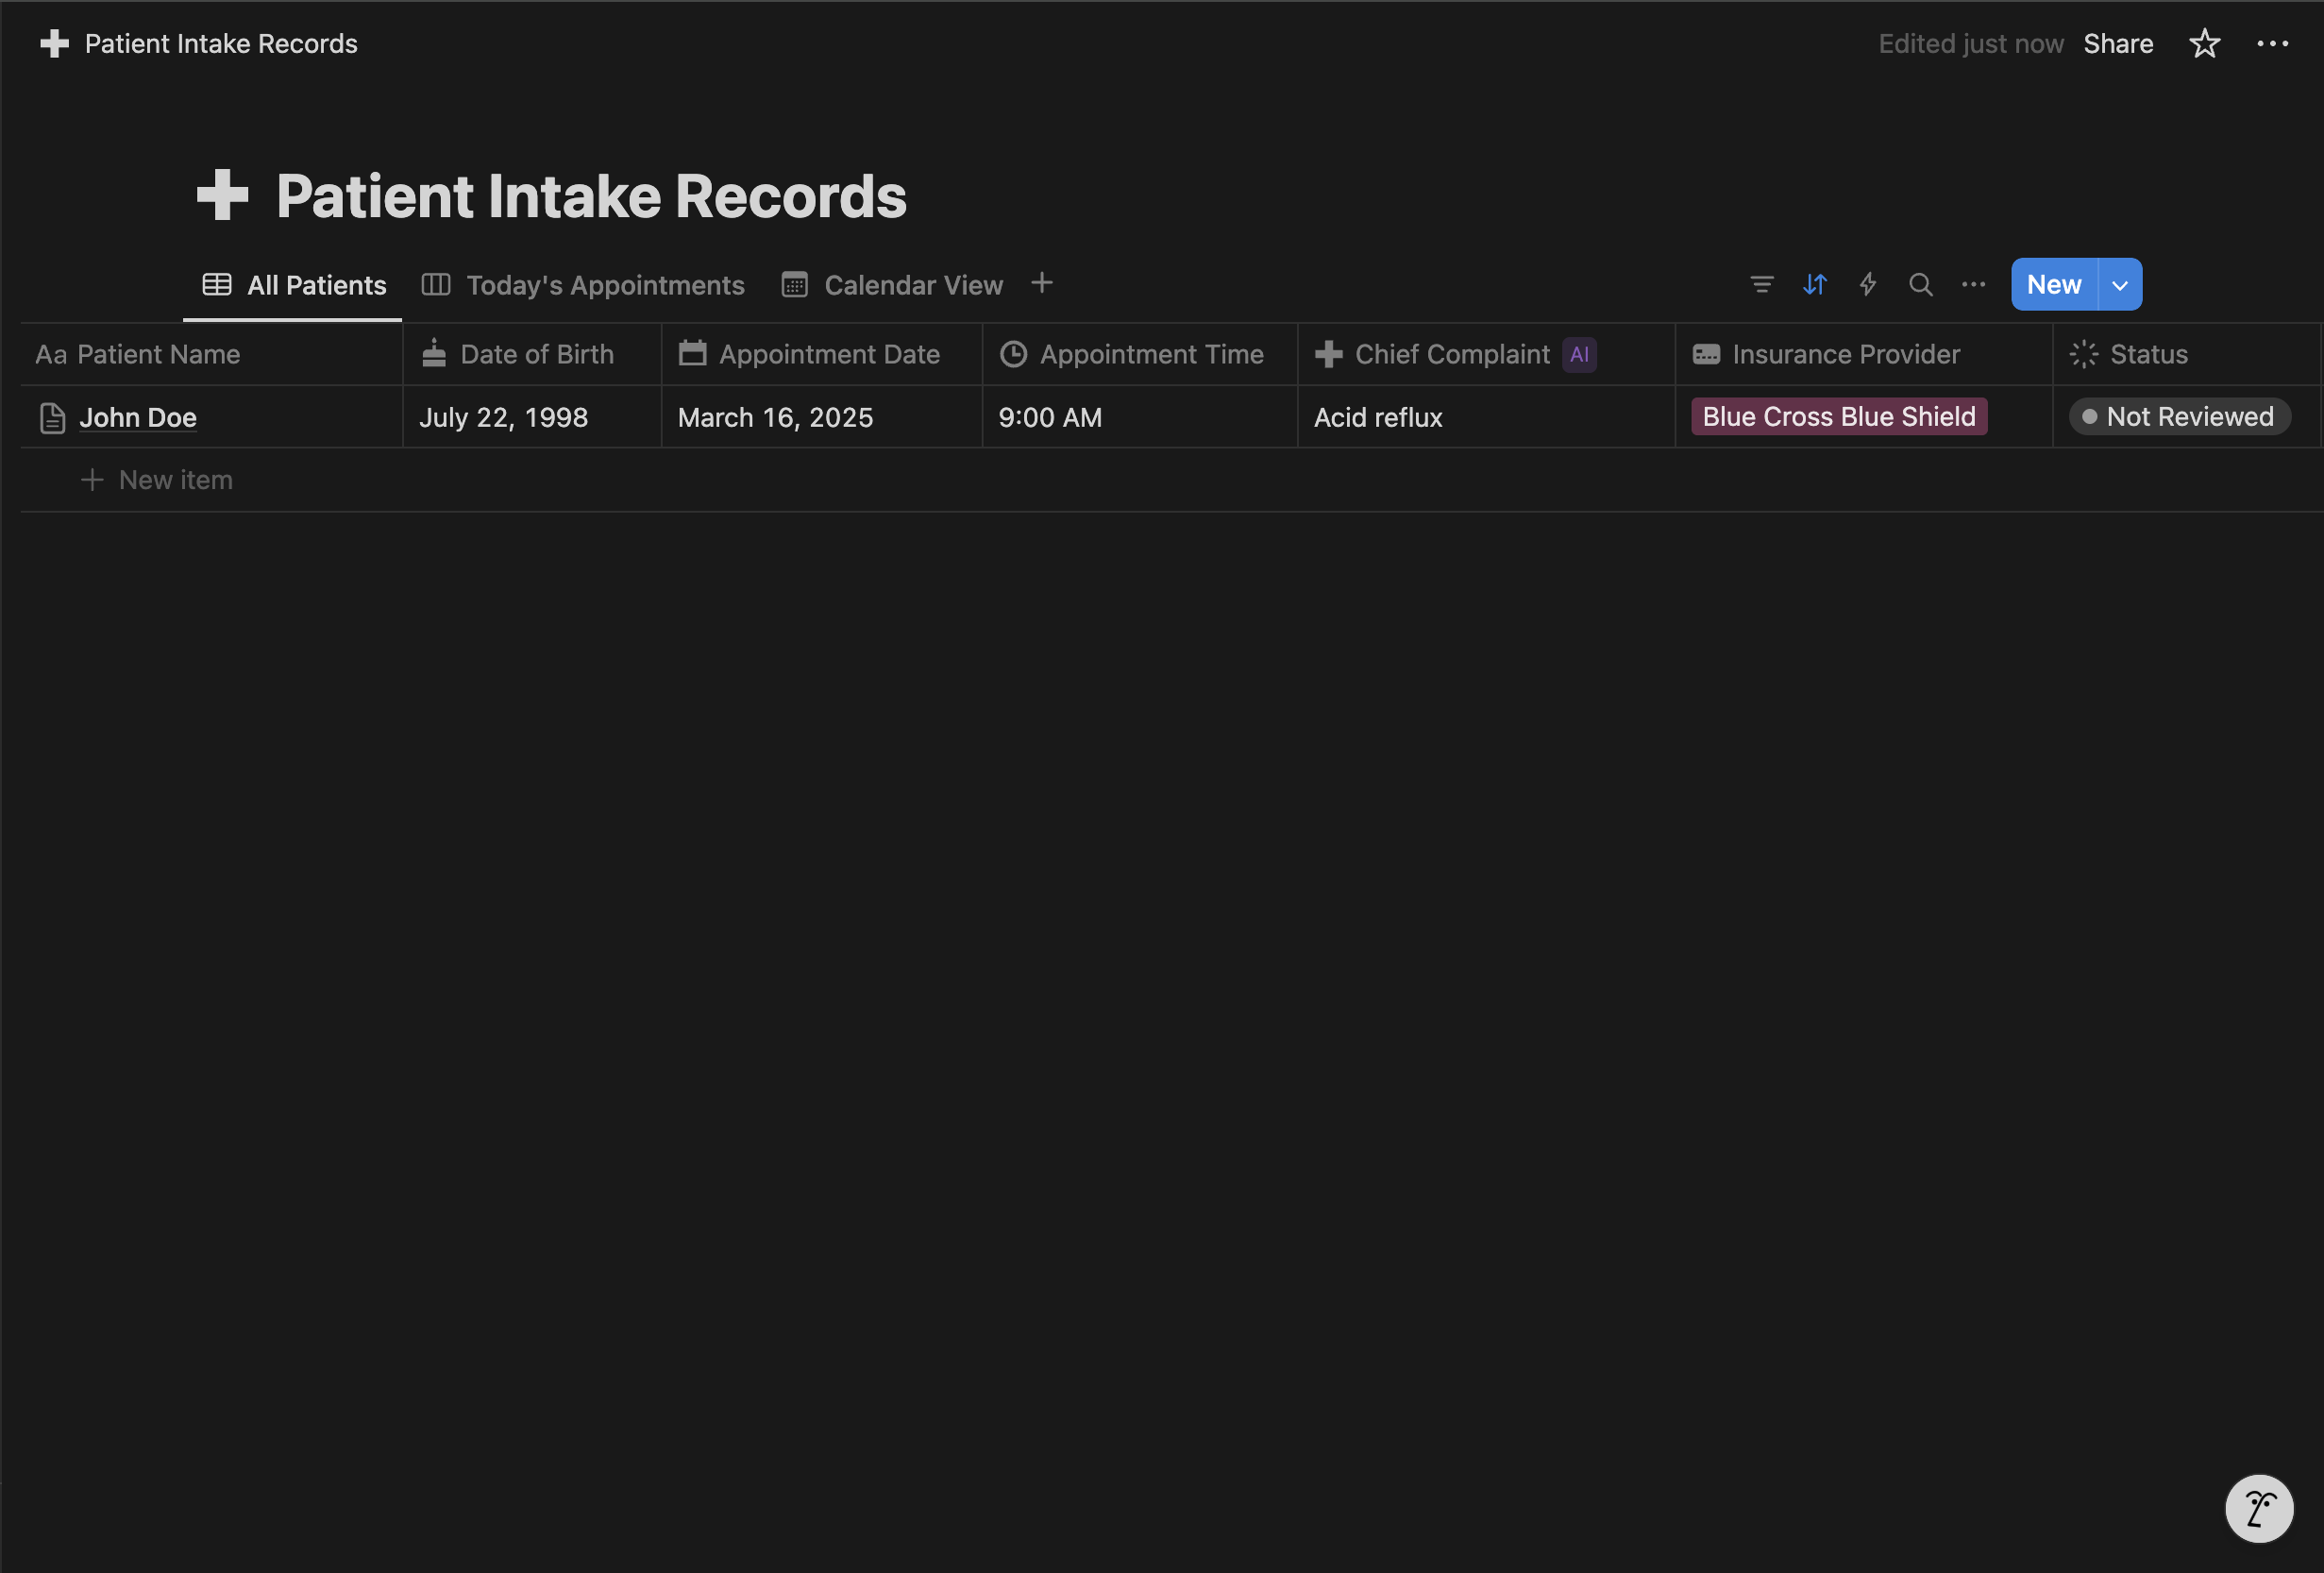 Patient Intake Records
Edited just now Share
Patient Intake Records
All Patients Today's Appointments Calendar View
New
Aa Patient Name Date of Birth Appointment Date Appointment Time Chief Complaint AI Insurance Provider Status
John Doe July 22, 1998 March 16, 2025 9:00 AM Acid reflux Blue Cross Blue Shield Not Reviewed
New item